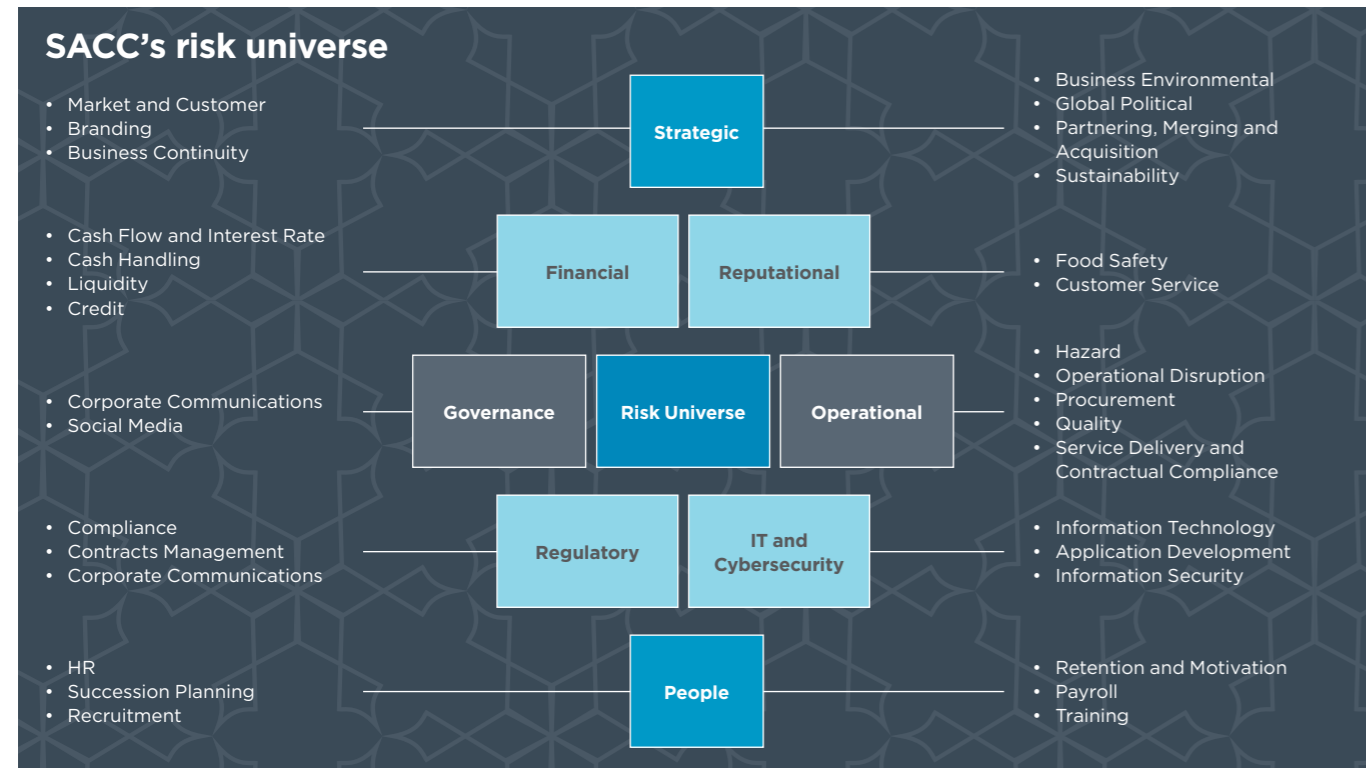 SACC’s risk universe
• Market and Customer
• Branding
• Business Continuity
Strategic
• Business Environmental
• Global Political
• Partnering, Merging and
Acquisition
• Sustainability
• Cash Flow and Interest Rate
• Cash Handling
• Liquidity
• Credit
Financial
Reputational
• Food Safety
• Customer Service
• Corporate Communications
• Social Media
Governance
Risk Universe
Operational
• Hazard
• Operational Disruption
• Procurement
• Quality
• Service Delivery and
Contractual Compliance
• Compliance
• Contracts Management
• Corporate Communications
Regulatory
IT and
Cybersecurity
• Information Technology
• Application Development
• Information Security
• HR
• Succession Planning
• Recruitment
People
• Retention and Motivation
• Payroll
• Training